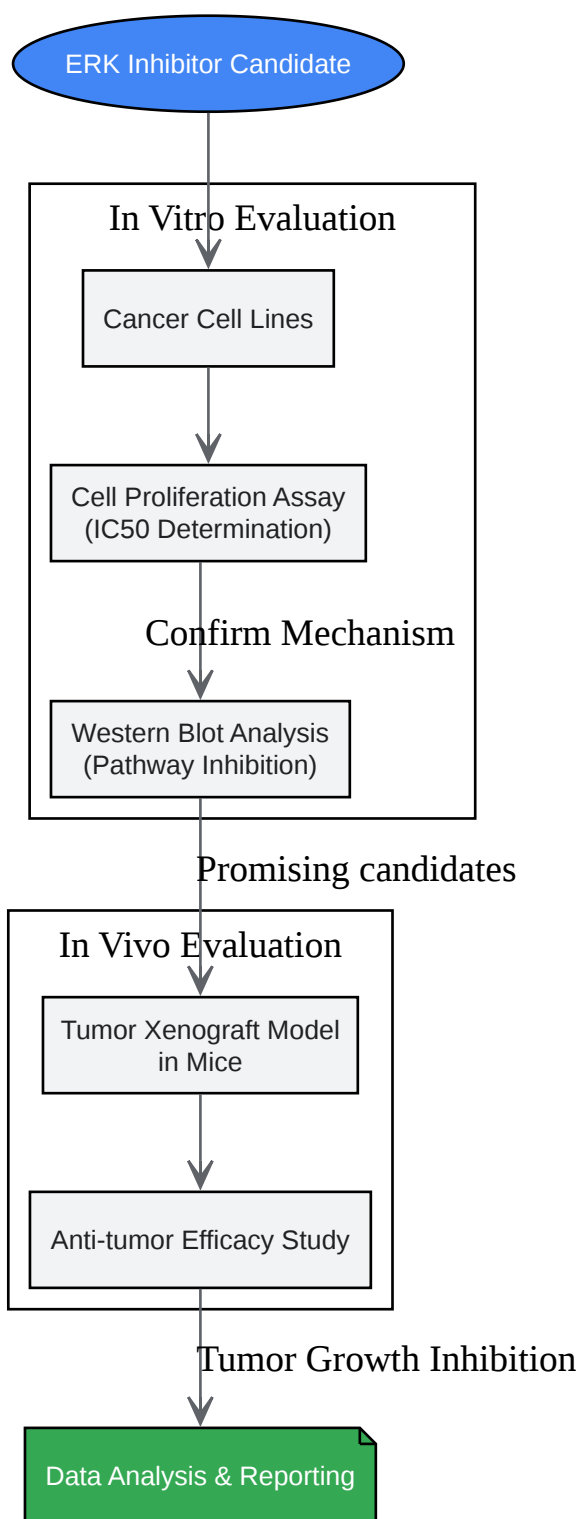 ERK Inhibitor Candidate
In Vitro Evaluation
Cancer Cell Lines
Cell Proliferation Assay
(IC50 Determination)
Confirm Mechanism
Western Blot Analysis
(Pathway Inhibition)
Promising candidates
In Vivo Evaluation
Tumor Xenograft Model
in Mice
Anti-tumor Efficacy Study
Tumor Growth Inhibition
Data Analysis & Reporting